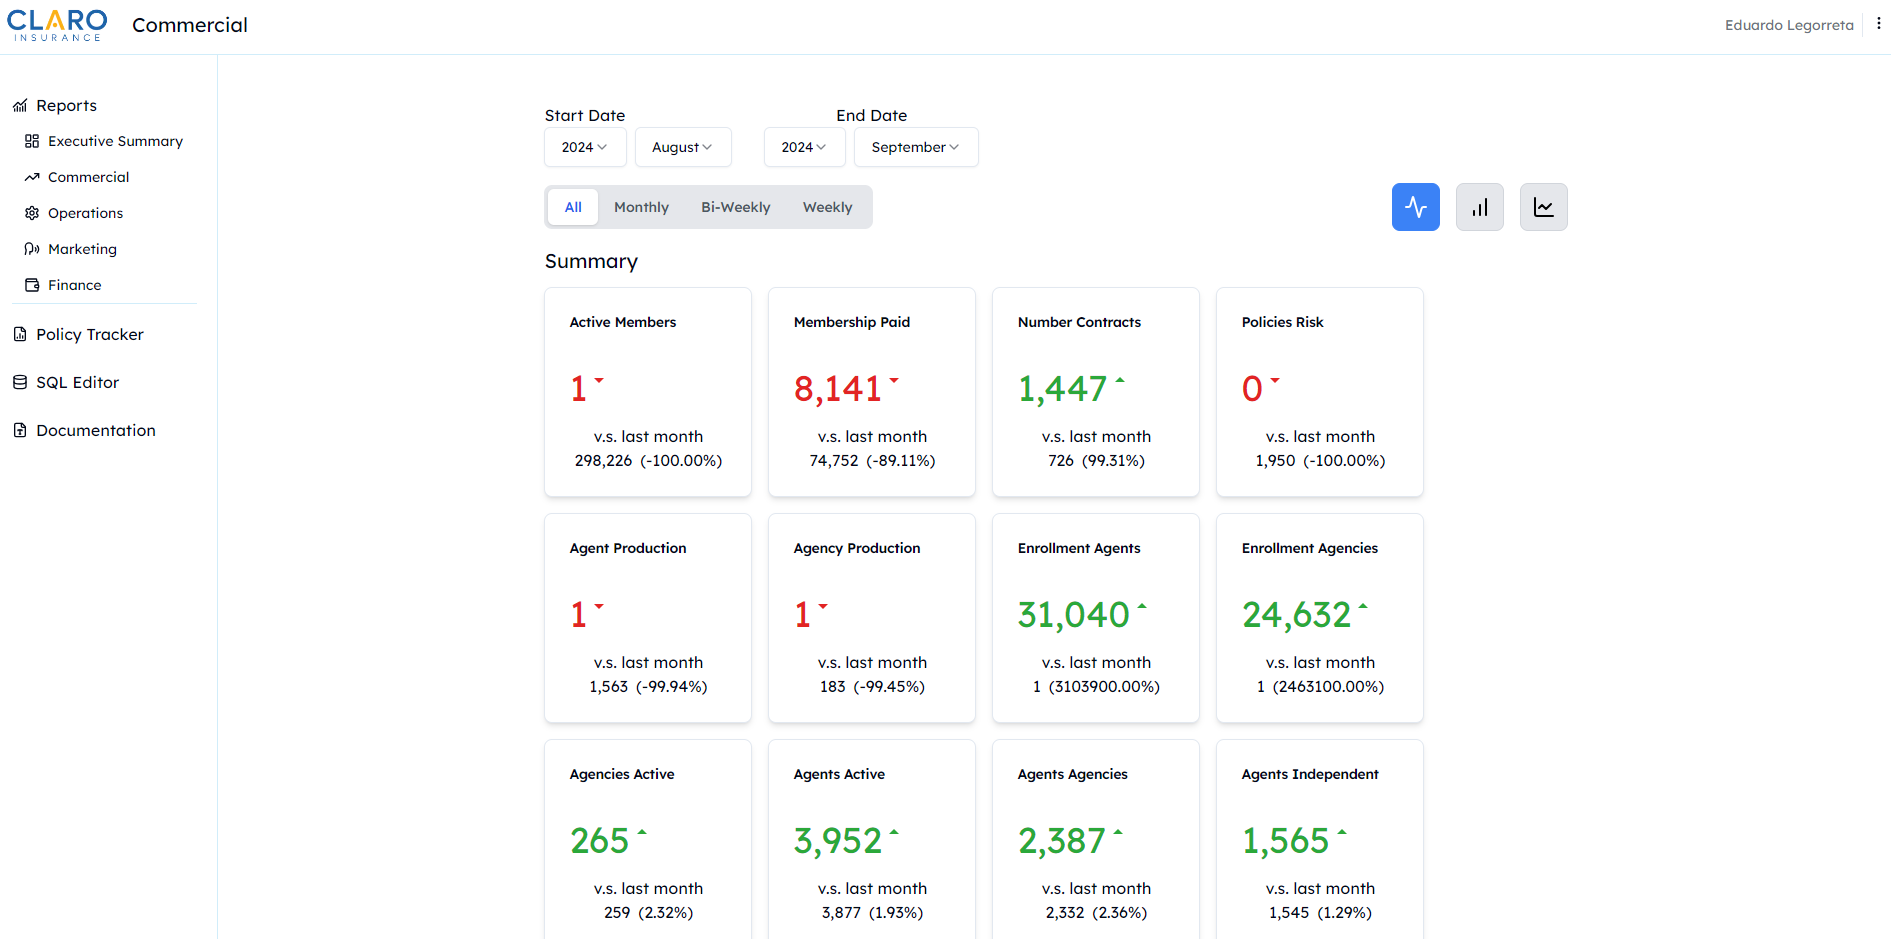 CLARO
INSURANCE
Commercial
Eduardo Legorreta
Reports
Executive Summary
Commercial
Operations
Marketing
Finance
Policy Tracker
SQL Editor
Documentation
Start Date
End Date
2024
August
2024
September
All
Monthly
Bi-Weekly
Weekly
Summary
Active Members
1
v.s. last month
298,226 (-100.00%)
Membership Paid
8,141
v.s. last month
74,752 (-89.11%)
Number Contracts
1,447
v.s. last month
726 (99.31%)
Policies Risk
0
v.s. last month
1,950 (-100.00%)
Agent Production
1
v.s. last month
1,563 (-99.94%)
Agency Production
1
v.s. last month
183 (-99.45%)
Enrollment Agents
31,040
v.s. last month
1 (3103900.00%)
Enrollment Agencies
24,632
v.s. last month
1 (2463100.00%)
Agencies Active
265
v.s. last month
259 (2.32%)
Agents Active
3,952
v.s. last month
3,877 (1.93%)
Agents Agencies
2,387
v.s. last month
2,332 (2.36%)
Agents Independent
1,565
v.s. last month
1,545 (1.29%)